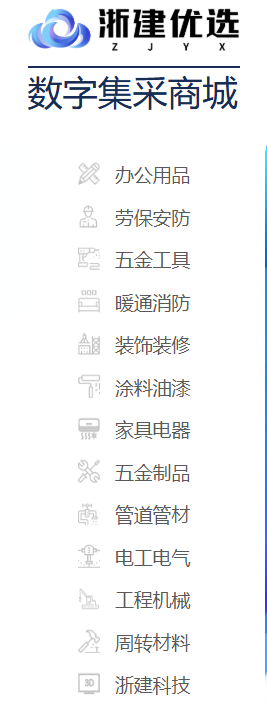 浙建优选
ZJYX
数字集采商城
办公用品
劳保安防
五金工具
暖通消防
装饰装修
涂料油漆
家具电器
五金制品
管道管材
电工电气
工程机械
周转材料
3D
浙建科技